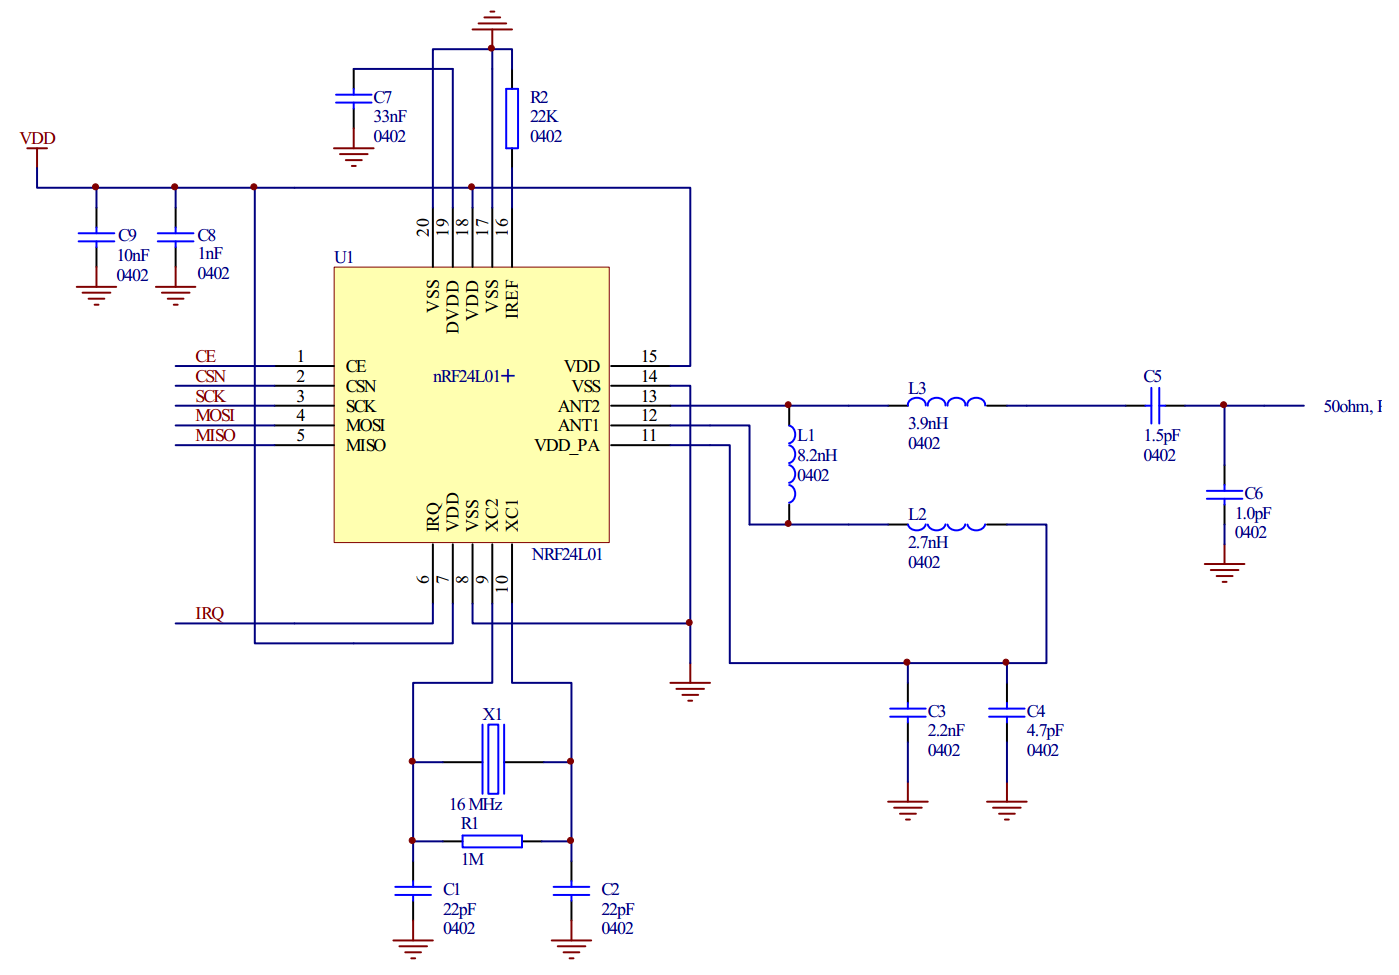 VDD
C7
33nF
0402
R2
22K
0402
C9
10nF
0402
C8
1nF
0402
20
19
18
17
16
U1
VSS
DVDD
VDD
VSS
IREF
CE
CSN
SCK
MOSI
MISO
1
2
3
4
5
CE
CSN
SCK
MOSI
MISO
nRF24L01+
VDD
VSS
ANT2
ANT1
VDD_PA
15
14
13
12
11
IRQ
VDD
VSS
XC2
XC1
NRF24L01
6
7
8
9
10
IRQ
L3
3.9nH
0402
C5
1.5pF
0402
50ohm,
L1
8.2nH
0402
C6
1.0pF
0402
L2
2.7nH
0402
C3
2.2nF
0402
C4
4.7pF
0402
X1
16 MHz
R1
1M
C1
22pF
0402
C2
22pF
0402